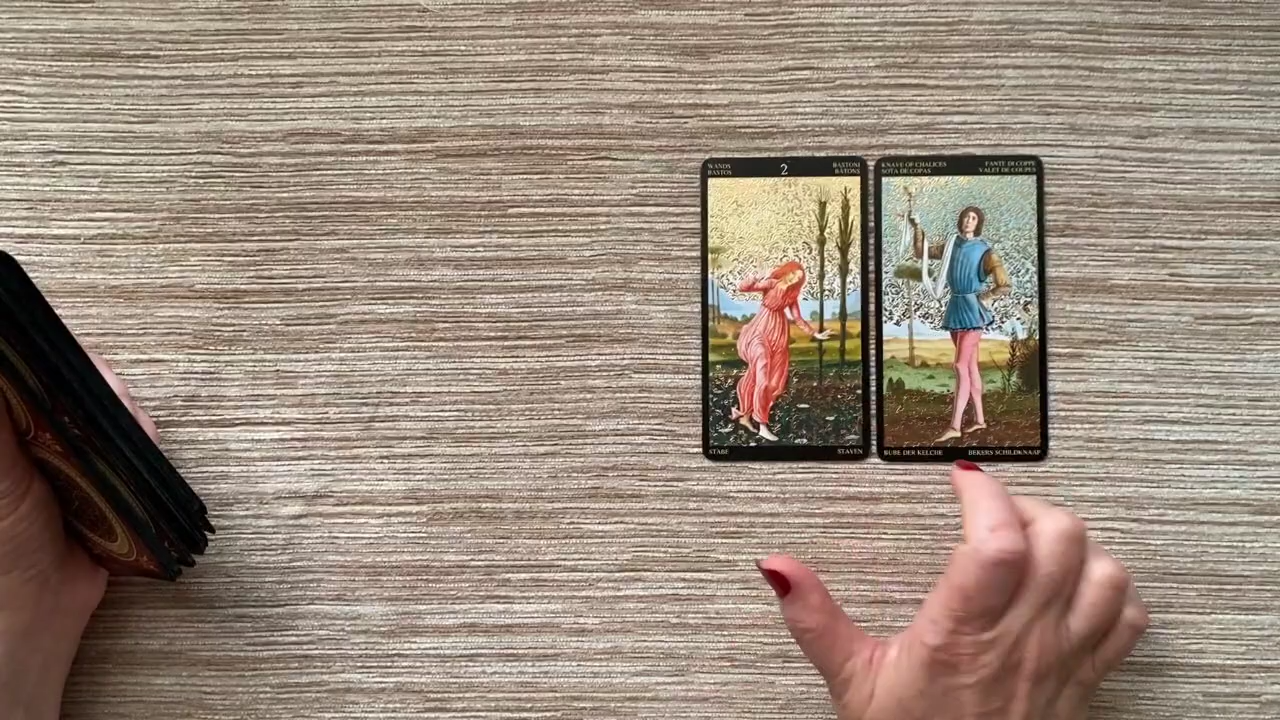 WANDS
BASTOS
2
BASTONI
BATONS
STÄBE
STAVEN
KNAVE OF CHALICES
SOTA DE COPAS
FANTE DI COPPE
VALET DE COUPES
BUBE DER KELCHE
BEKERS SCHILDKNAAP